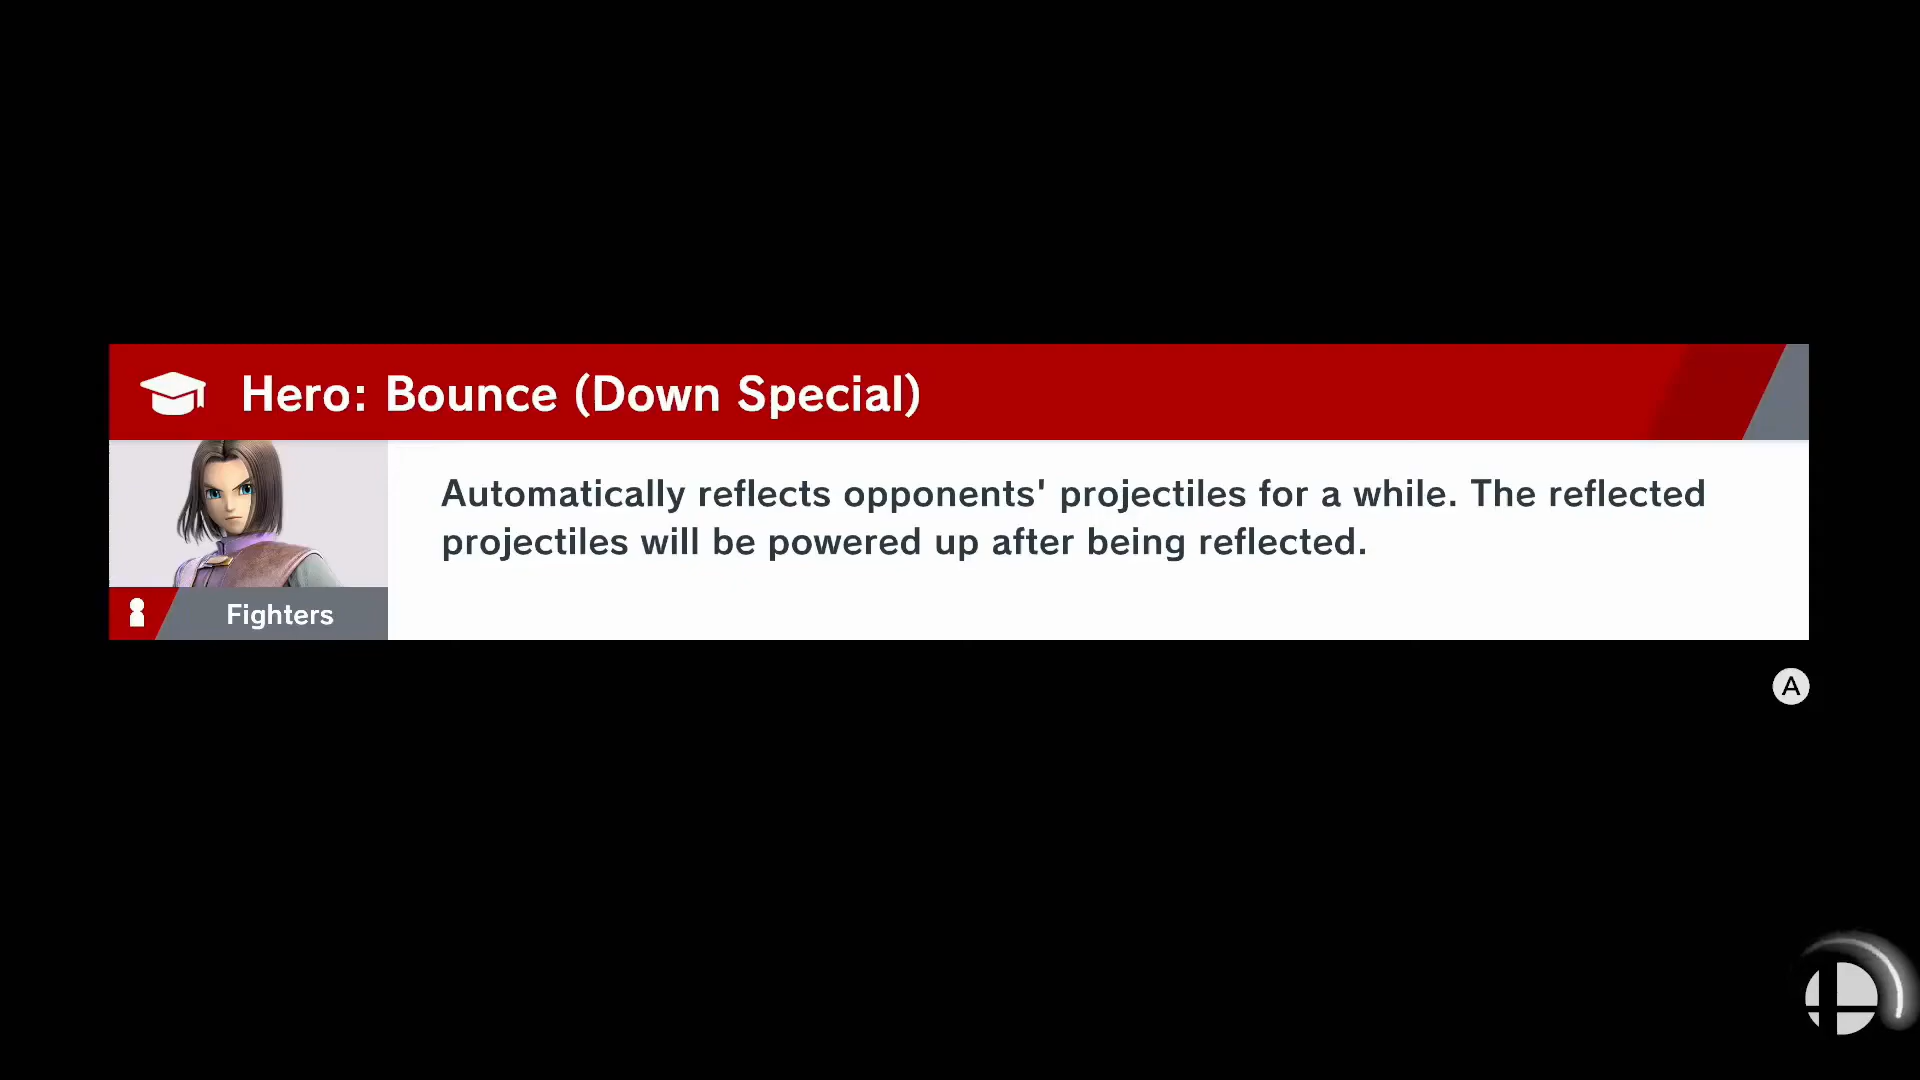 Hero: Bounce (Down Special)
Automatically reflects opponents' projectiles for a while. The reflected
projectiles will be powered up after being reflected.
Fighters
A